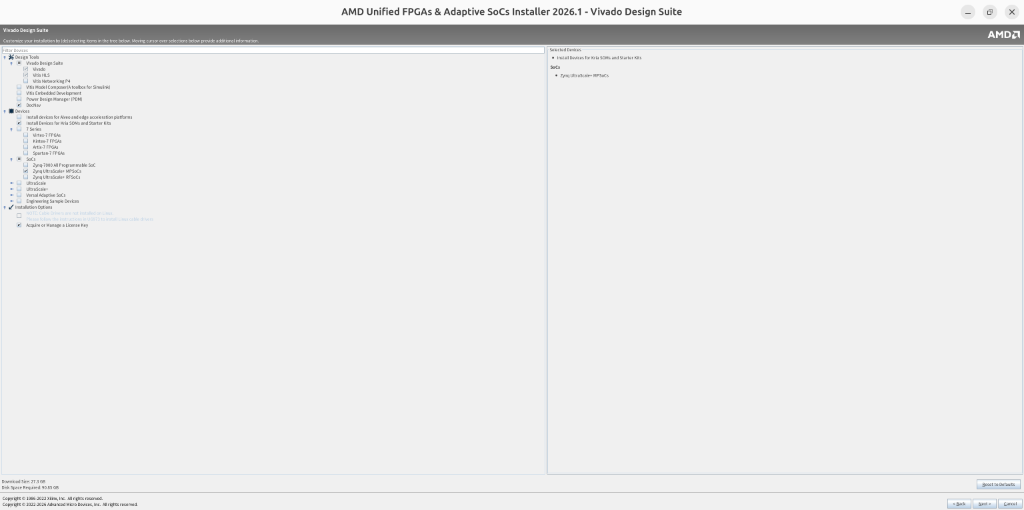 AMD Unified FPGAs & Adaptive SoCs Installer 2026.1 - Vivado Design Suite
Vivado Design Suite
Customize your installation by (de)selecting items in the tree below. Moving cursor over selections below provide additional information.
AMD
Filter Devices
Design Tools
Vivado Design Suite
Vivado
Vitis HLS
Vitis Networking P4
Vitis Model Composer(A toolbox for Simulink)
Vitis Embedded Development
Power Design Manager (PDM)
DocNav
Devices
Install devices for Alveo and edge acceleration platforms
Install Devices for Kria SOMs and Starter Kits
7 Series
Virtex-7 FPGAs
Kintex-7 FPGAs
Artix-7 FPGAs
Spartan-7 FPGAs
SoCs
Zynq-7000 All Programmable SoC
Zynq UltraScale+ MPSoCs
Zynq UltraScale+ RFSoCs
UltraScale
UltraScale+
Versal Adaptive SoCs
Engineering Sample Devices
Installation Options
Acquire or Manage a License Key
Selected Devices
Install Devices for Kria SOMs and Starter Kits
SoCs
Zynq UltraScale+ MPSoCs
Reset to Defaults
Copyright © 1986-2022 Xilinx, Inc. All rights reserved.
Copyright © 2022-2026 Advanced Micro Devices, Inc. All rights reserved.
< Back
Next >
Cancel